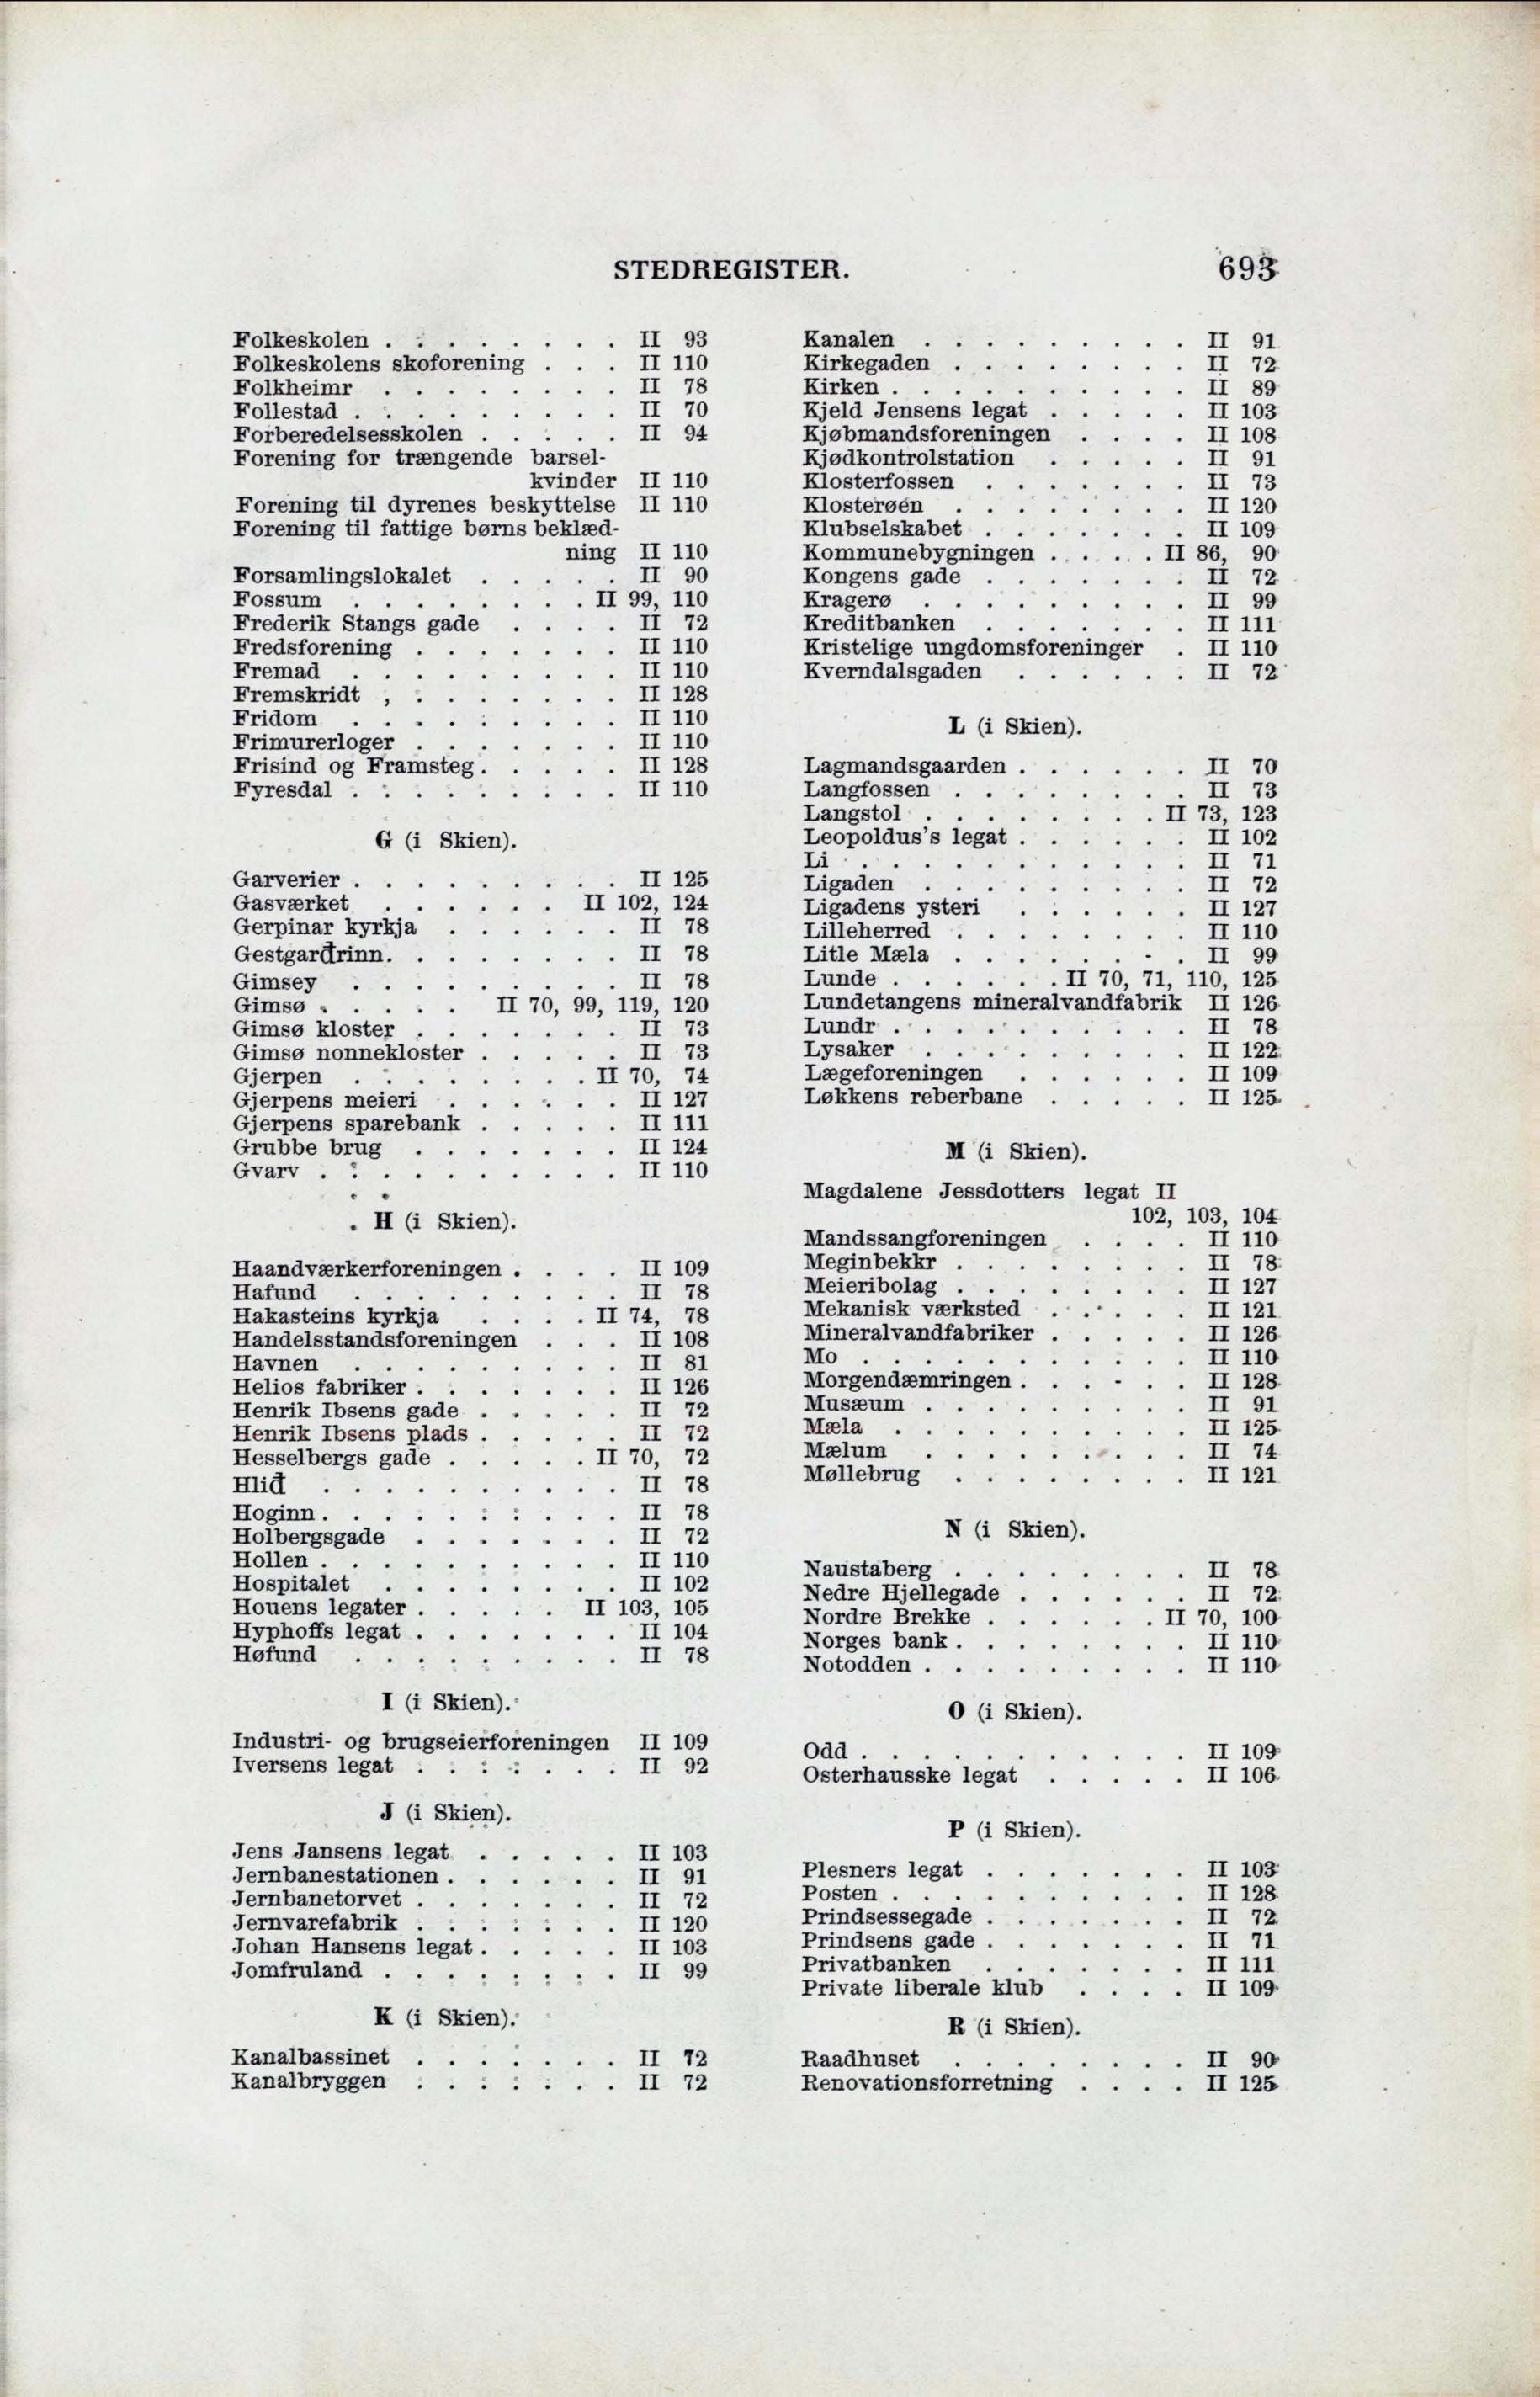 STEDREGISTER. 693
Folkeskolen . . . . . . . . II 93
Folkeskolens skoforening . . . II 110
Folkheimr . . . . . . . . II 78
Follestad . . . . . . . . . II 70
Forberedelsesskolen . . . . . II 94
Forening for trængende barsel-
kvinder II 110
Forening til dyrenes beskyttelse II 110
Forening til fattige børns beklæd-
ning II 110
Forsamlingslokalet . . . . . II 90
Fossum . . . . . . . . II 99, 110
Frederik Stangs gade . . . . II 72
Fredsforening . . . . . . . II 110
Fremad . . . . . . . . . II 110
Fremskridt , . . . . . . . II 128
Fridom . . . . . . . . . II 110
Frimurerloger . . . . . . . II 110
Frisind og Framsteg . . . . . II 128
Fyresdal . . . . . . . . . II 110
G (i Skien).
Garverier . . . . . . . . . II 125
Gasværket . . . . . . II 102, 124
Gerpinar kyrkja . . . . . . II 78
Gestgarđrinn . . . . . . . . II 78
Gimsey . . . . . . . . . II 78
Gimsø . . . . . II 70, 99, 119, 120
Gimsø kloster . . . . . . . II 73
Gimsø nonnekloster . . . . . II 73
Gjerpen . . . . . . . . II 70, 74
Gjerpens meieri . . . . . . II 127
Gjerpens sparebank . . . . . II 111
Grubbe brug . . . . . . . II 124
Gvarv . . . . . . . . . . II 110
H (i Skien).
Haandværkerforeningen . . . . II 109
Hafund . . . . . . . . . II 78
Hakasteins kyrkja . . . . II 74, 78
Handelsstandsforeningen . . . II 108
Havnen . . . . . . . . . II 81
Helios fabriker . . . . . . . II 126
Henrik Ibsens gade . . . . . II 72
Henrik Ibsens plads . . . . . II 72
Hesselbergs gade . . . . . II 70, 72
Hliđ . . . . . . . . . . II 78
Hoginn . . . . . . . . . . II 78
Holbergsgade . . . . . . . II 72
Hollen . . . . . . . . . . II 110
Hospitalet . . . . . . . . II 102
Houens legater . . . . . II 103, 105
Hyphoffs legat . . . . . . . II 104
Høfund . . . . . . . . . II 78
I (i Skien).
Industri- og brugseierforeningen II 109
Iversens legat . . . . . . . II 92
J (i Skien).
Jens Jansens legat . . . . . II 103
Jernbanestationen . . . . . . II 91
Jernbanetorvet . . . . . . . II 72
Jernvarefabrik . . . . . . . II 120
Johan Hansens legat . . . . . II 103
Jomfruland . . . . . . . . II 99
K (i Skien).
Kanalbassinet . . . . . . . II 72
Kanalbryggen . . . . . . . II 72
Kanalen . . . . . . . . . II 91
Kirkegaden . . . . . . . . II 72
Kirken . . . . . . . . . . II 89
Kjeld Jensens legat . . . . . II 103
Kjøbmandsforeningen . . . . II 108
Kjødkontrolstation . . . . . II 91
Klosterfossen . . . . . . . II 73
Klosterøen . . . . . . . . II 120
Klubselskabet . . . . . . . II 109
Kommunebygningen . . . . II 86, 90
Kongens gade . . . . . . . II 72
Kragerø . . . . . . . . . II 99
Kreditbanken . . . . . . . II 111
Kristelige ungdomsforeninger . II 110
Kverndalsgaden . . . . . . II 72
L (i Skien).
Lagmandsgaarden . . . . . . II 70
Langfossen . . . . . . . . II 73
Langstol . . . . . . . . II 73, 123
Leopoldus's legat . . . . . . II 102
Li . . . . . . . . . . . II 71
Ligaden . . . . . . . . . II 72
Ligadens ysteri . . . . . . II 127
Lilleherred . . . . . . . . II 110
Litle Mæla . . . . . . . . II 99
Lunde . . . . . . II 70, 71, 110, 125
Lundetangens mineralvandfabrik II 126
Lundr . . . . . . . . . . II 78
Lysaker . . . . . . . . . II 122
Lægeforeningen . . . . . . II 109
Løkkens reberbane . . . . . II 125
M (i Skien).
Magdalene Jessdotters legat II
102, 103, 104
Mandssangforeningen . . . . II 110
Meginbekkr . . . . . . . . II 78
Meieribolag . . . . . . . . II 127
Mekanisk værksted . . . . . II 121
Mineralvandfabriker . . . . . II 126
Mo . . . . . . . . . . . II 110
Morgendæmringen . . . . . . II 128
Musæum . . . . . . . . . II 91
Mæla . . . . . . . . . . II 125
Mælum . . . . . . . . . II 74
Møllebrug . . . . . . . . II 121
N (i Skien).
Naustaberg . . . . . . . . II 78
Nedre Hjellegade . . . . . . II 72
Nordre Brekke . . . . . . II 70, 100
Norges bank . . . . . . . . II 110
Notodden . . . . . . . . . II 110
O (i Skien).
Odd . . . . . . . . . . . II 109
Osterhausske legat . . . . . II 106
P (i Skien).
Plesners legat . . . . . . . II 103
Posten . . . . . . . . . . II 128
Prindsessegade . . . . . . . II 72
Prindsens gade . . . . . . . II 71
Privatbanken . . . . . . . II 111
Private liberale klub . . . . II 109
R (i Skien).
Raadhuset . . . . . . . . II 90
Renovationsforretning . . . . II 125